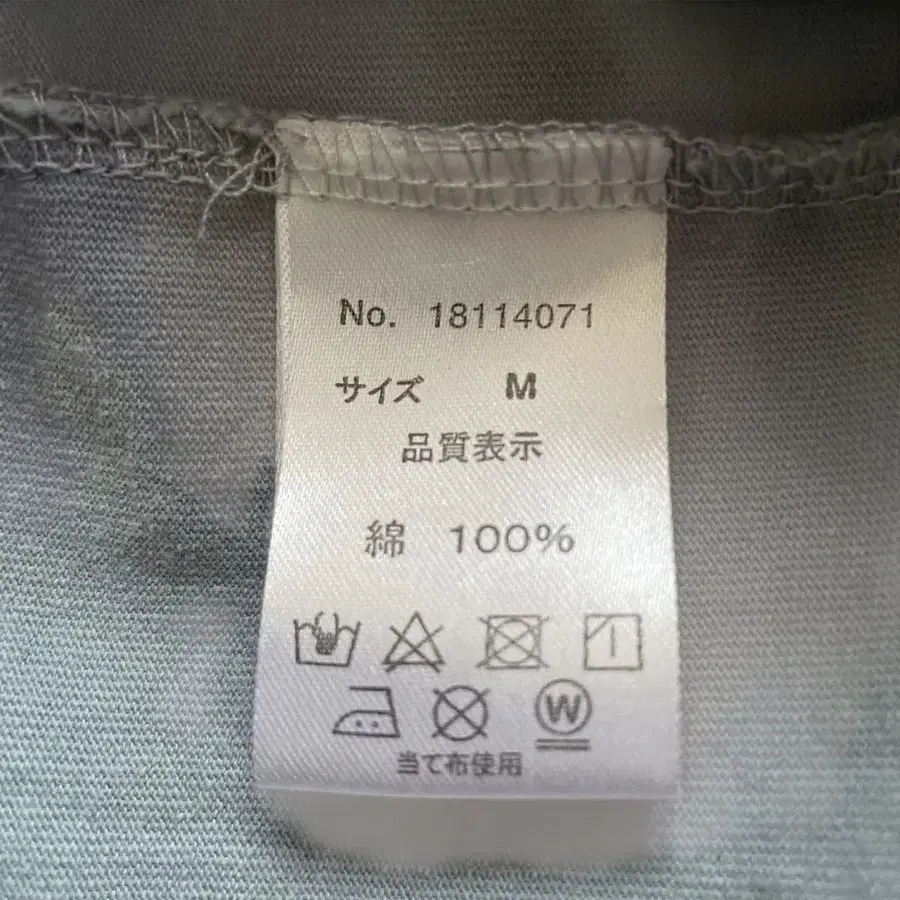 No. 18114071
サイズ M
品質表示
綿 100%
W
当て布使用